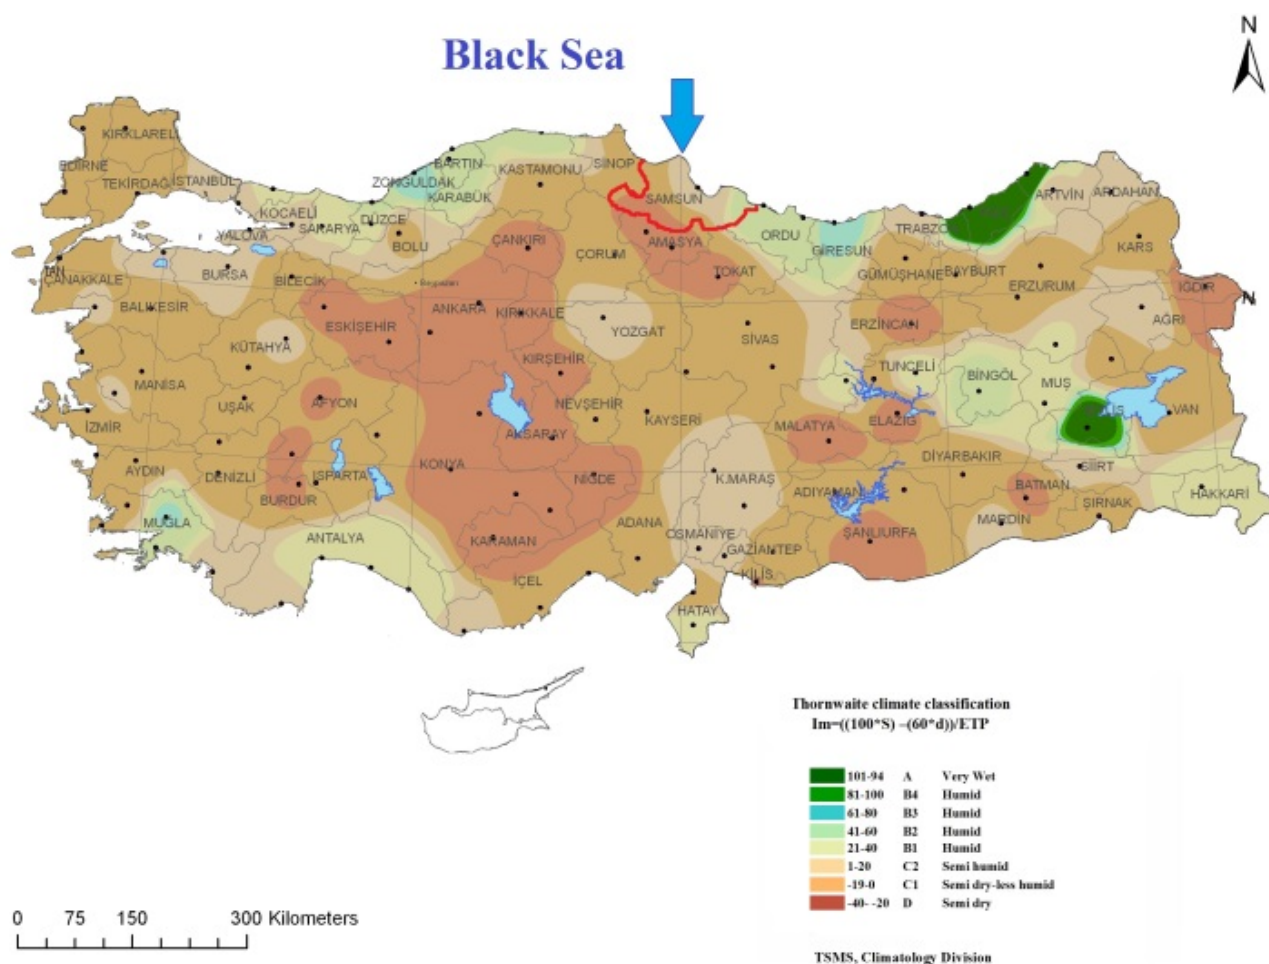 N
Black Sea
KIRKLARELİ
EDİRNE
TEKİRDAĞ
İSTANBUL
KOCAELİ
YALOVA
SAKARYA
DÜZCE
BOLU
ZONGULDAK
BARTIN
KARABÜK
KASTAMONU
SİNOP
SAMSUN
ÇANKIRI
ÇORUM
AMASYA
TOKAT
ORDU
GİRESUN
TRABZON
ARTVİN
ARDAHAN
KARS
GÜMÜŞHANE
BAYBURT
ERZURUM
IĞDIR
N
AĞRI
ÇANAKKALE
BURSA
BİLECİK
BALIKESİR
ESKİŞEHİR
ANKARA
KIRIKKALE
YOZGAT
SİVAS
ERZİNCAN
KÜTAHYA
KIRŞEHİR
TUNCELİ
BİNGÖL
MUŞ
MANİSA
UŞAK
AFYON
NEVŞEHİR
KAYSERİ
MALATYA
ELAZIĞ
VAN
İZMİR
AKSARAY
DİYARBAKIR
SİİRT
AYDIN
DENİZLİ
ISPARTA
BURDUR
KONYA
NİĞDE
K.MARAŞ
ADIYAMAN
BATMAN
ŞIRNAK
HAKKARİ
MUĞLA
ANTALYA
KARAMAN
ADANA
OSMANİYE
GAZİANTEP
ŞANLIURFA
MARDİN
İÇEL
KİLİS
HATAY
Thornwaite climate classification
Im=((100*S) –(60*d))/ETP
101-94 A Very Wet
81-100 B4 Humid
61-80 B3 Humid
41-60 B2 Humid
21-40 B1 Humid
1-20 C2 Semi humid
-19-0 C1 Semi dry-less humid
-40- -20 D Semi dry
0 75 150 300 Kilometers
TSMS, Climatology Division